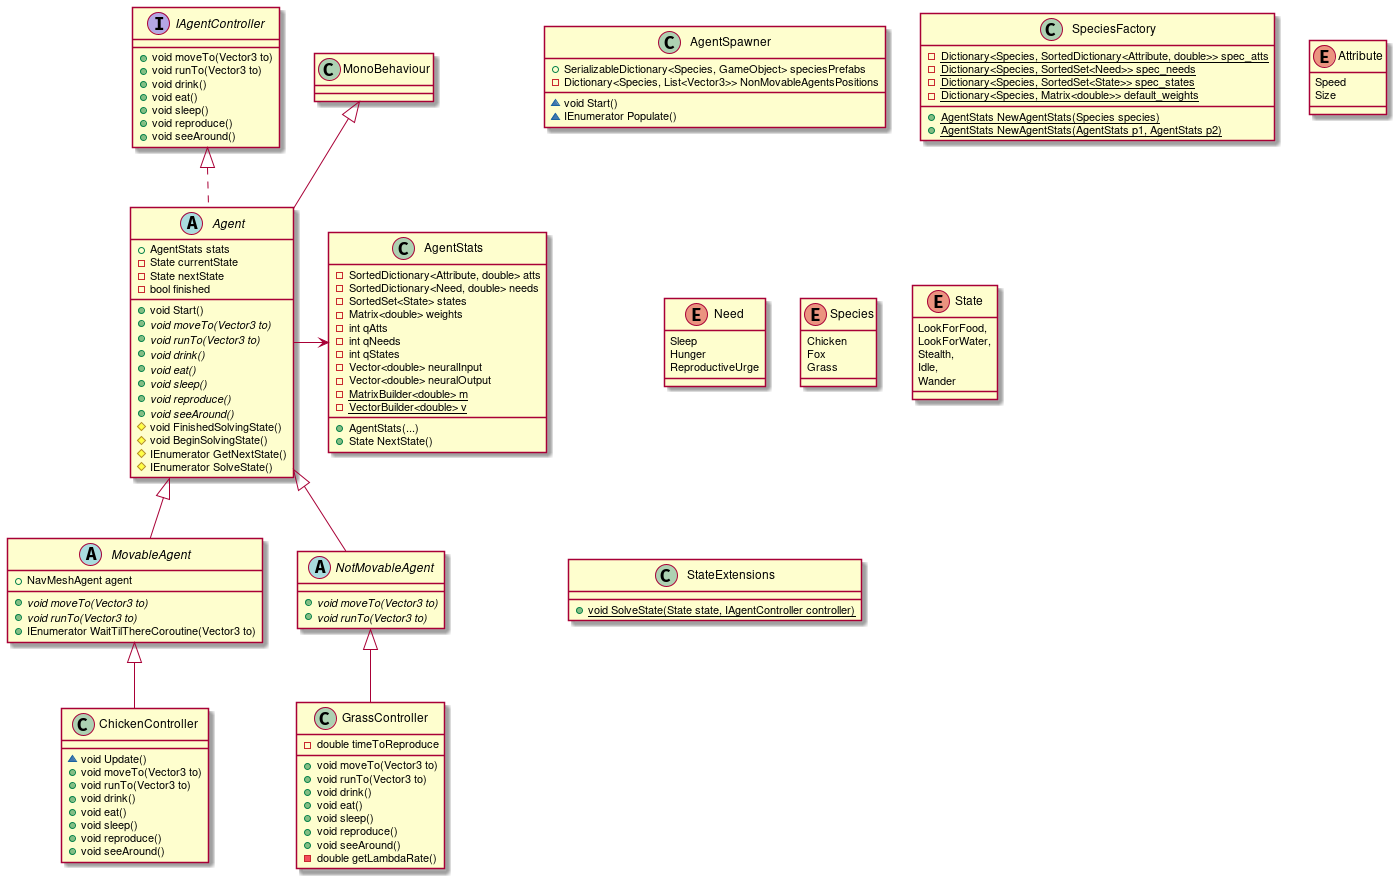 I IAgentController
void moveTo(Vector3 to)
void runTo(Vector3 to)
void drink()
void eat()
void sleep()
void reproduce()
void seeAround()
C MonoBehaviour
C AgentSpawner
SerializableDictionary<Species, GameObject> speciesPrefabs
Dictionary<Species, List<Vector3>> NonMovableAgentsPositions
void Start()
IEnumerator Populate()
C SpeciesFactory
Dictionary<Species, SortedDictionary<Attribute, double>> spec_atts
Dictionary<Species, SortedSet<Need>> spec_needs
Dictionary<Species, SortedSet<State>> spec_states
Dictionary<Species, Matrix<double>> default_weights
AgentStats NewAgentStats(Species species)
AgentStats NewAgentStats(AgentStats p1, AgentStats p2)
E Attribute
Speed
Size
A Agent
AgentStats stats
State currentState
State nextState
bool finished
void Start()
void moveTo(Vector3 to)
void runTo(Vector3 to)
void drink()
void eat()
void sleep()
void reproduce()
void seeAround()
void FinishedSolvingState()
void BeginSolvingState()
IEnumerator GetNextState()
IEnumerator SolveState()
C AgentStats
SortedDictionary<Attribute, double> atts
SortedDictionary<Need, double> needs
SortedSet<State> states
Matrix<double> weights
int qAtts
int qNeeds
int qStates
Vector<double> neuralInput
Vector<double> neuralOutput
MatrixBuilder<double> m
VectorBuilder<double> v
AgentStats(...)
State NextState()
E Need
Sleep
Hunger
ReproductiveUrge
E Species
Chicken
Fox
Grass
E State
LookForFood,
LookForWater,
Stealth,
Idle,
Wander
A MovableAgent
NavMeshAgent agent
void moveTo(Vector3 to)
void runTo(Vector3 to)
IEnumerator WaitTilThereCoroutine(Vector3 to)
A NotMovableAgent
void moveTo(Vector3 to)
void runTo(Vector3 to)
C StateExtensions
void SolveState(State state, IAgentController controller)
C ChickenController
void Update()
void moveTo(Vector3 to)
void runTo(Vector3 to)
void drink()
void eat()
void sleep()
void reproduce()
void seeAround()
C GrassController
double timeToReproduce
void moveTo(Vector3 to)
void runTo(Vector3 to)
void drink()
void eat()
void sleep()
void reproduce()
void seeAround()
double getLambdaRate()